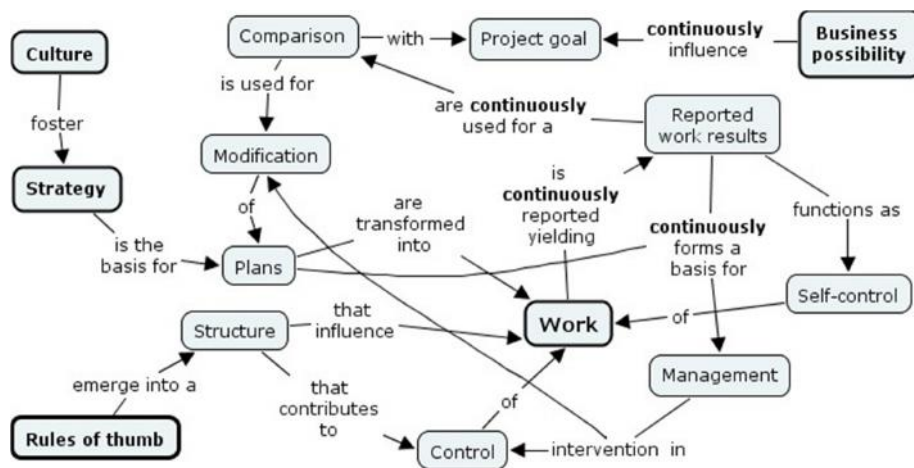 Culture
foster
Strategy
is the
basis for
Comparison
with
Project goal
continuously
influence
Business
possibility
is used for
are continuously
used for a
Reported
work results
Modification
of
Plans
are
transformed
into
is
continuously
reported
yielding
continuously
forms a
basis for
functions as
Self-control
of
Structure
that
influence
Work
Management
emerge into a
Rules of thumb
that
contributes
to
of
Control
intervention in